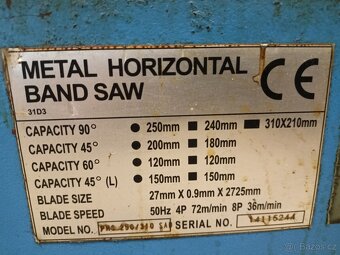 METAL HORIZONTAL
BAND SAW
CE
31D3
CAPACITY 90° ● 250mm ■ 240mm ▬ 310X210mm
CAPACITY 45° ● 200mm ■ 180mm
CAPACITY 60° ● 120mm ■ 120mm
CAPACITY 45° (L) ● 150mm ■ 150mm
BLADE SIZE 27mm X 0.9mm X 2725mm
BLADE SPEED 50Hz 4P 72m/min 8P 36m/min
MODEL NO. SERIAL NO. 14115244